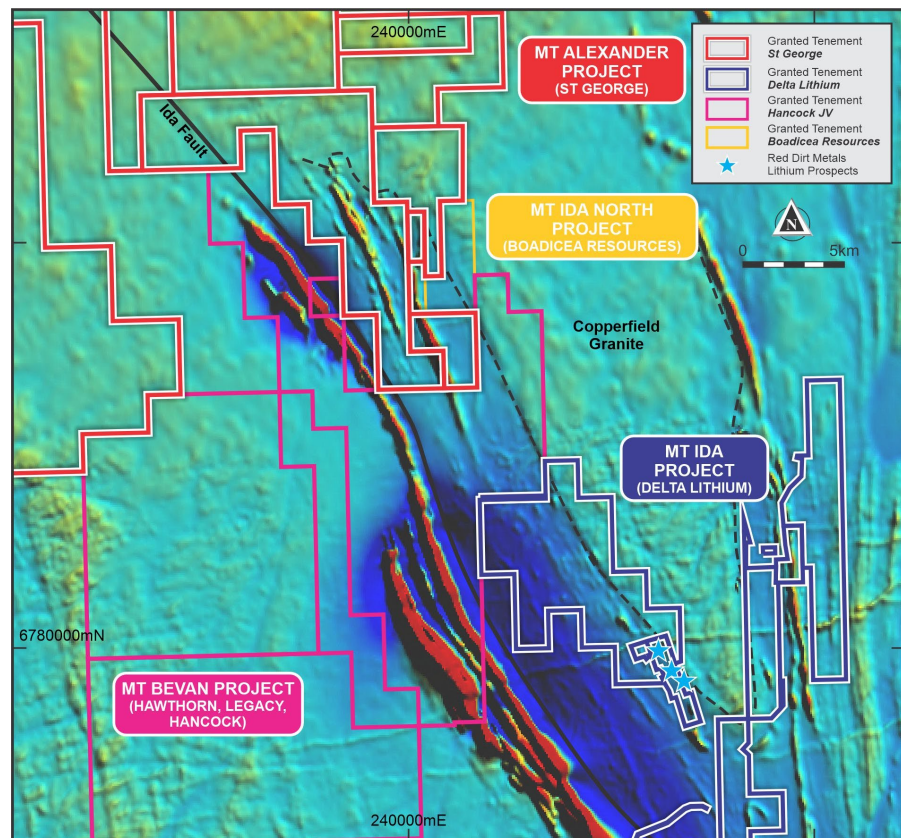 240000mE
MT ALEXANDER
PROJECT
(ST GEORGE)
Granted Tenement
St George
Granted Tenement
Delta Lithium
Granted Tenement
Hancock JV
Granted Tenement
Boadicea Resources
Red Dirt Metals
Lithium Prospects
Ida Fault
MT IDA NORTH
PROJECT
(BOADICEA RESOURCES)
N
0 5km
Copperfield
Granite
MT IDA
PROJECT
(DELTA LITHIUM)
6780000mN
MT BEVAN PROJECT
(HAWTHORN, LEGACY,
HANCOCK)
240000mE